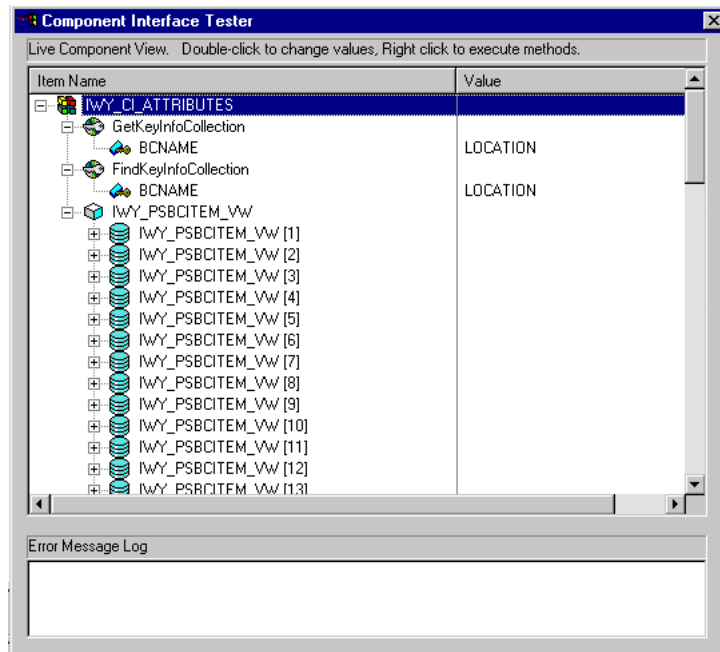 Component Interface Tester
Live Component View. Double-click to change values, Right click to execute methods.
Item Name Value
IWY_CI_ATTRIBUTES
GetKeyInfoCollection
BCNAME LOCATION
FindKeyInfoCollection
BCNAME LOCATION
IWY_PSBCITEM_VW
IWY_PSBCITEM_VW [1]
IWY_PSBCITEM_VW [2]
IWY_PSBCITEM_VW [3]
IWY_PSBCITEM_VW [4]
IWY_PSBCITEM_VW [5]
IWY_PSBCITEM_VW [6]
IWY_PSBCITEM_VW [7]
IWY_PSBCITEM_VW [8]
IWY_PSBCITEM_VW [9]
IWY_PSBCITEM_VW [10]
IWY_PSBCITEM_VW [11]
IWY_PSBCITEM_VW [12]
IWY_PSBCITEM_VW [13]
Error Message Log